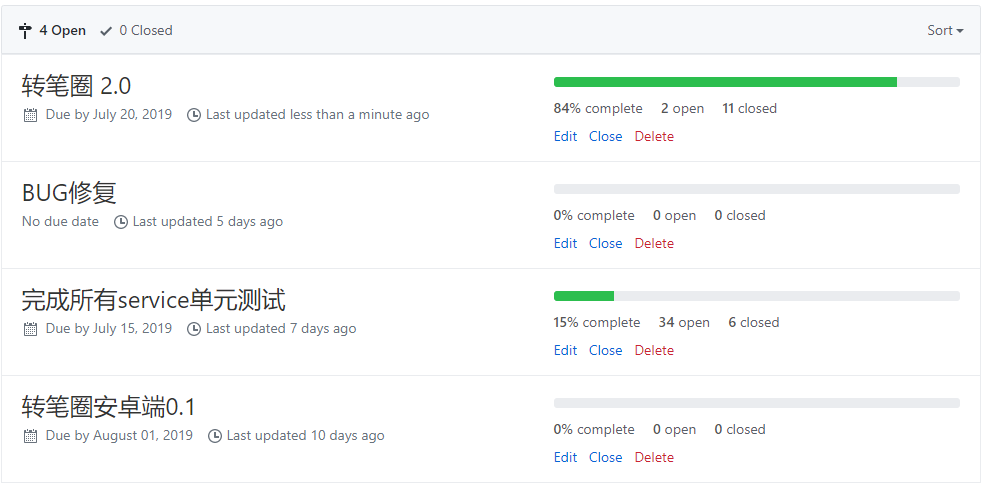 4 Open 0 Closed Sort
转笔圈 2.0
Due by July 20, 2019 Last updated less than a minute ago
84% complete 2 open 11 closed
Edit Close Delete
BUG修复
No due date Last updated 5 days ago
0% complete 0 open 0 closed
Edit Close Delete
完成所有service单元测试
Due by July 15, 2019 Last updated 7 days ago
15% complete 34 open 6 closed
Edit Close Delete
转笔圈安卓端0.1
Due by August 01, 2019 Last updated 10 days ago
0% complete 0 open 0 closed
Edit Close Delete